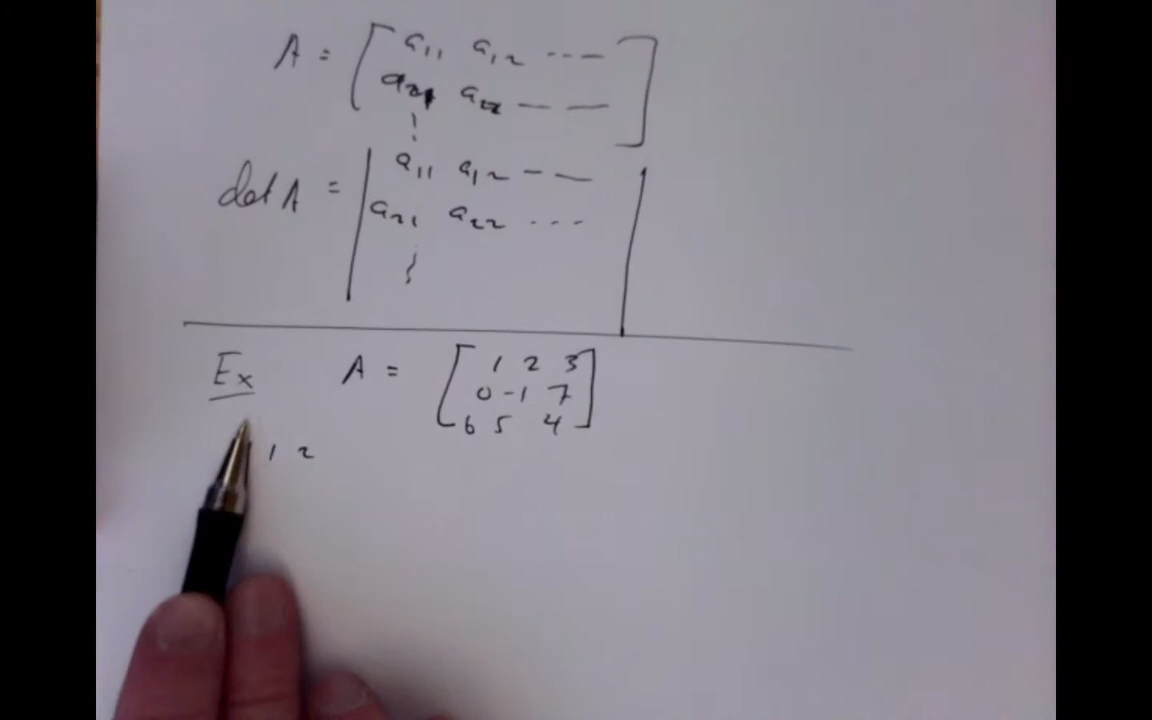 A = [ a11 a12 ---
a21 a22 — — ]
⋮
det A = | a11 a12 - —
a21 a22 ... |
⋮
Ex A = [ 1 2 3
0 -1 7
6 5 4 ]
1 2